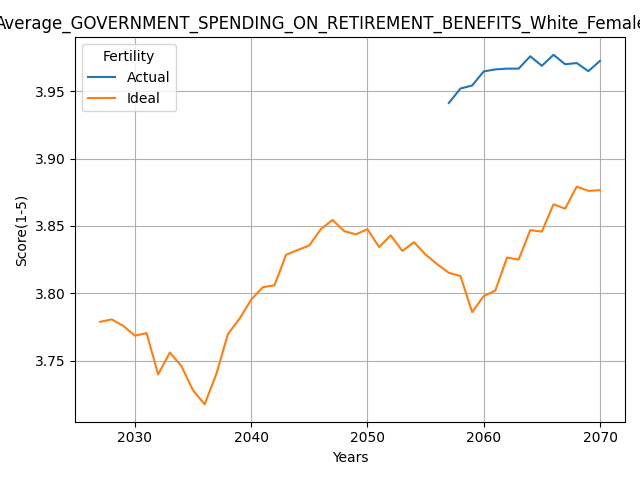 Average_GOVERNMENT_SPENDING_ON_RETIREMENT_BENEFITS_White_Female
Fertility
Actual
Ideal
3.95
3.90
3.85
3.80
3.75
Score(1-5)
2030 2040 2050 2060 2070
Years